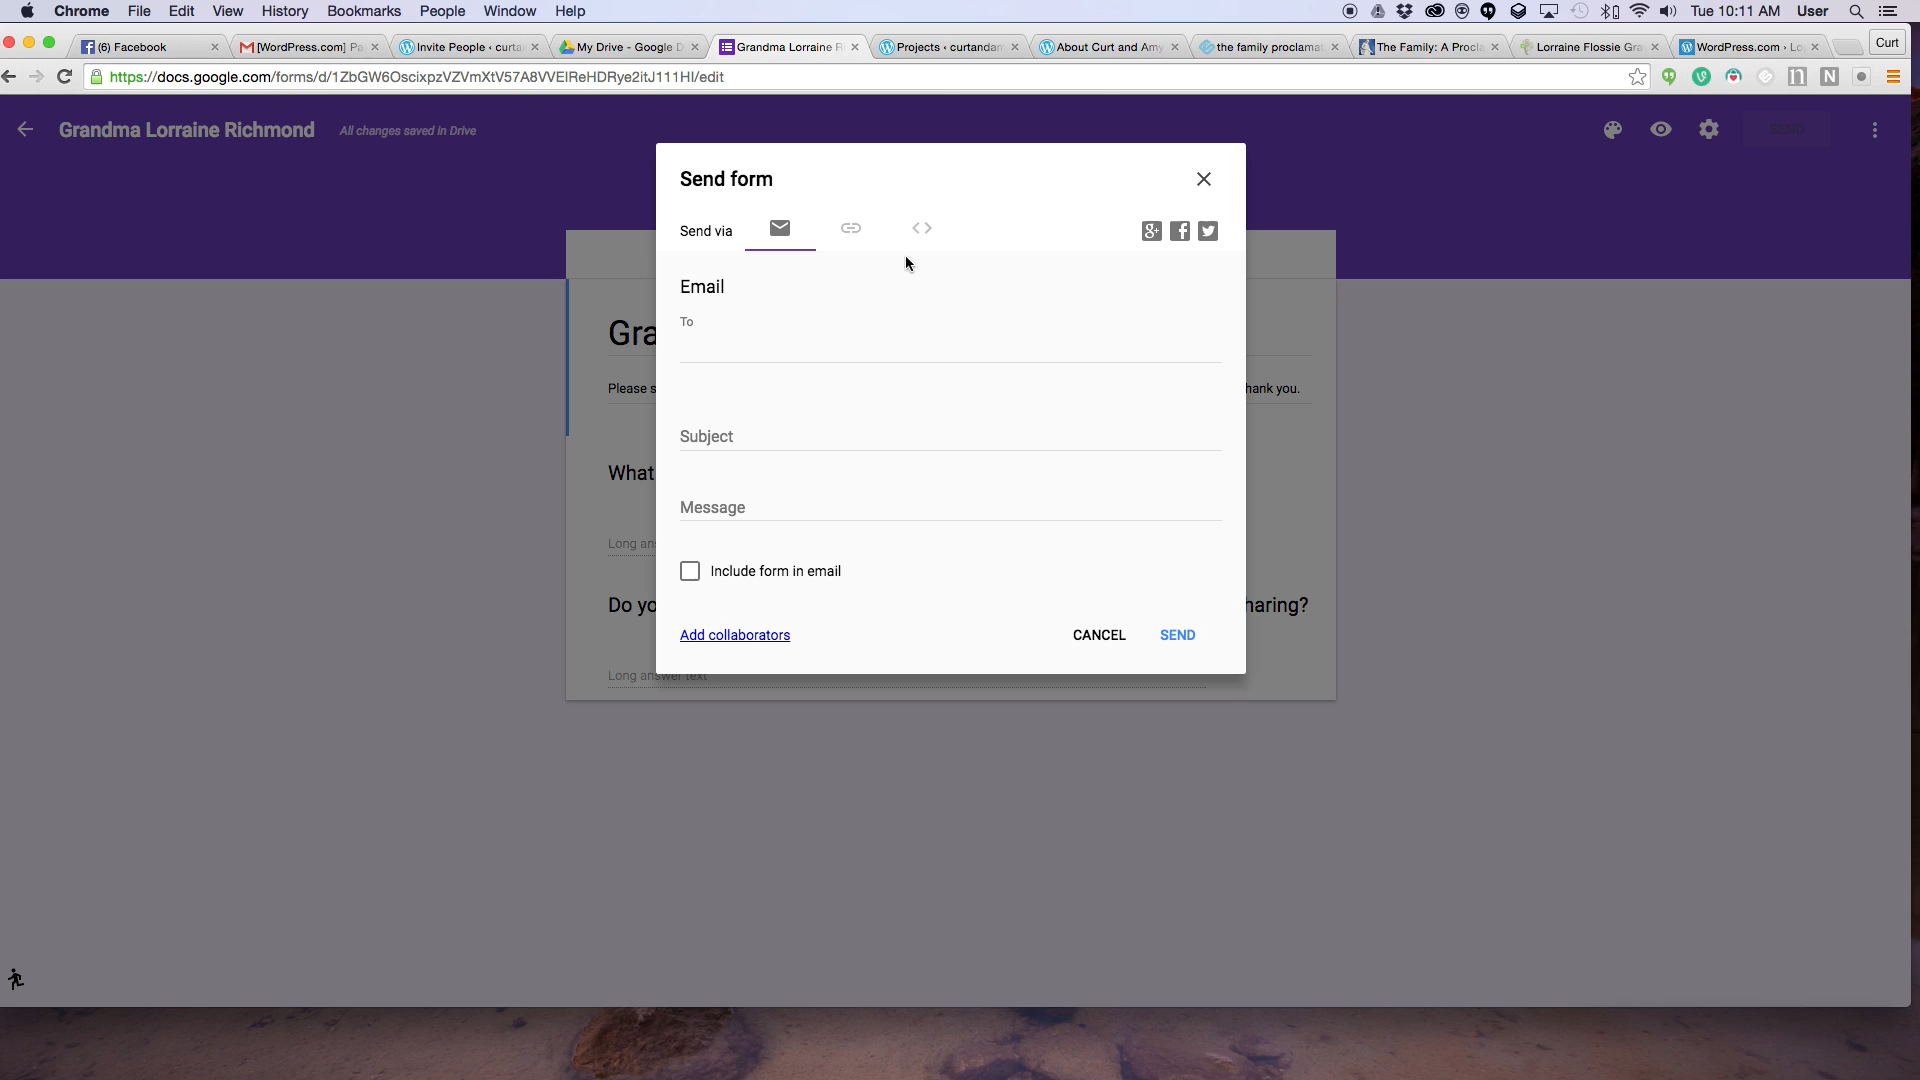 Chrome File Edit View History Bookmarks People Window Help Tue 10:11 AM User
(6) Facebook [WordPress.com] Pa Invite People ‹ curta My Drive - Google D Grandma Lorraine R Projects ‹ curtandam About Curt and Amy the family proclamat The Family: A Procla Lorraine Flossie Gra WordPress.com › Lo Curt
https://docs.google.com/forms/d/
Grandma Lorraine Richmond All changes saved in Drive SEND
Send form
Send via
Email
To
Gra
Please s hank you.
Subject
What
Message
Long an
Include form in email
Do yo haring?
Add collaborators CANCEL SEND
Long answer text